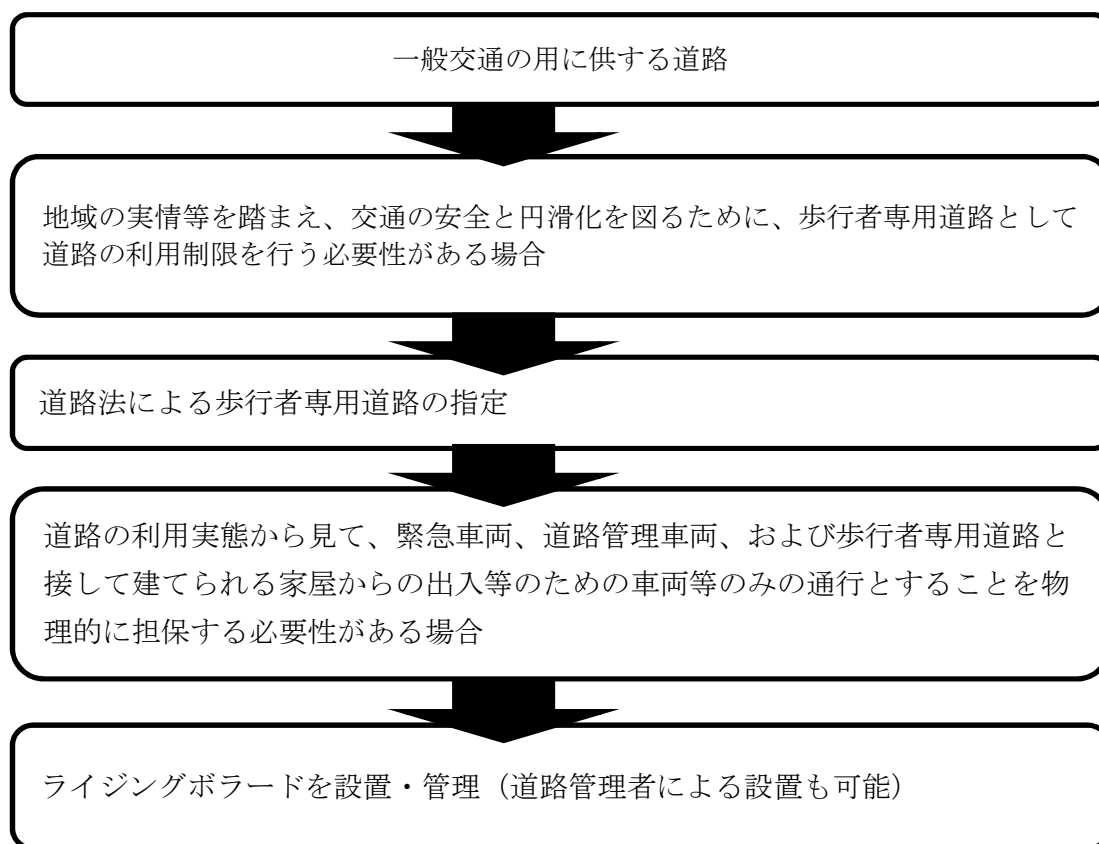 一般交通の用に供する道路
地域の実情等を踏まえ、交通の安全と円滑化を図るために、歩行者専用道路として
道路の利用制限を行う必要性がある場合
道路法による歩行者専用道路の指定
道路の利用実態から見て、緊急車両、道路管理車両、および歩行者専用道路と
接して建てられる家屋からの出入等のための車両等のみの通行とすることを物
理的に担保する必要性がある場合
ライジングボラードを設置・管理（道路管理者による設置も可能）